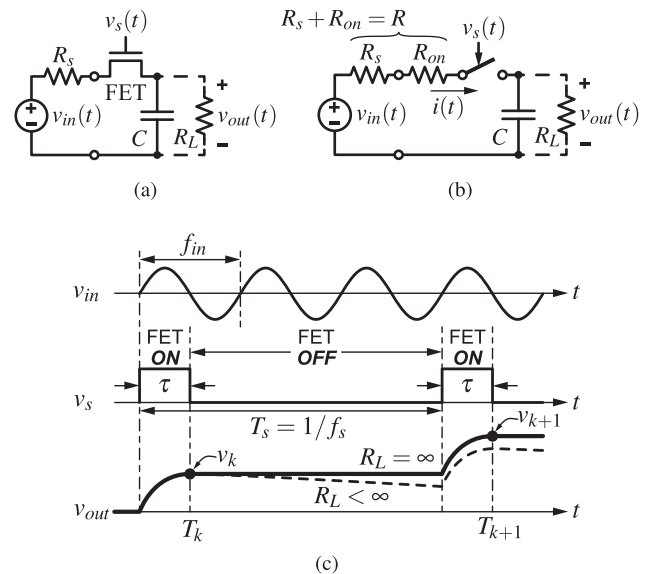 v_s(t)
R_s
FET
v_in(t)
C
R_L
v_out(t)
+
−
(a)
R_s + R_on = R
v_s(t)
R_s
R_on
i(t)
v_in(t)
C
R_L
v_out(t)
+
−
(b)
f_in
v_in
t
FET ON
FET OFF
FET ON
v_s
τ
τ
t
T_s = 1/f_s
v_k
v_k+1
R_L = ∞
R_L < ∞
v_out
t
T_k
T_k+1
(c)